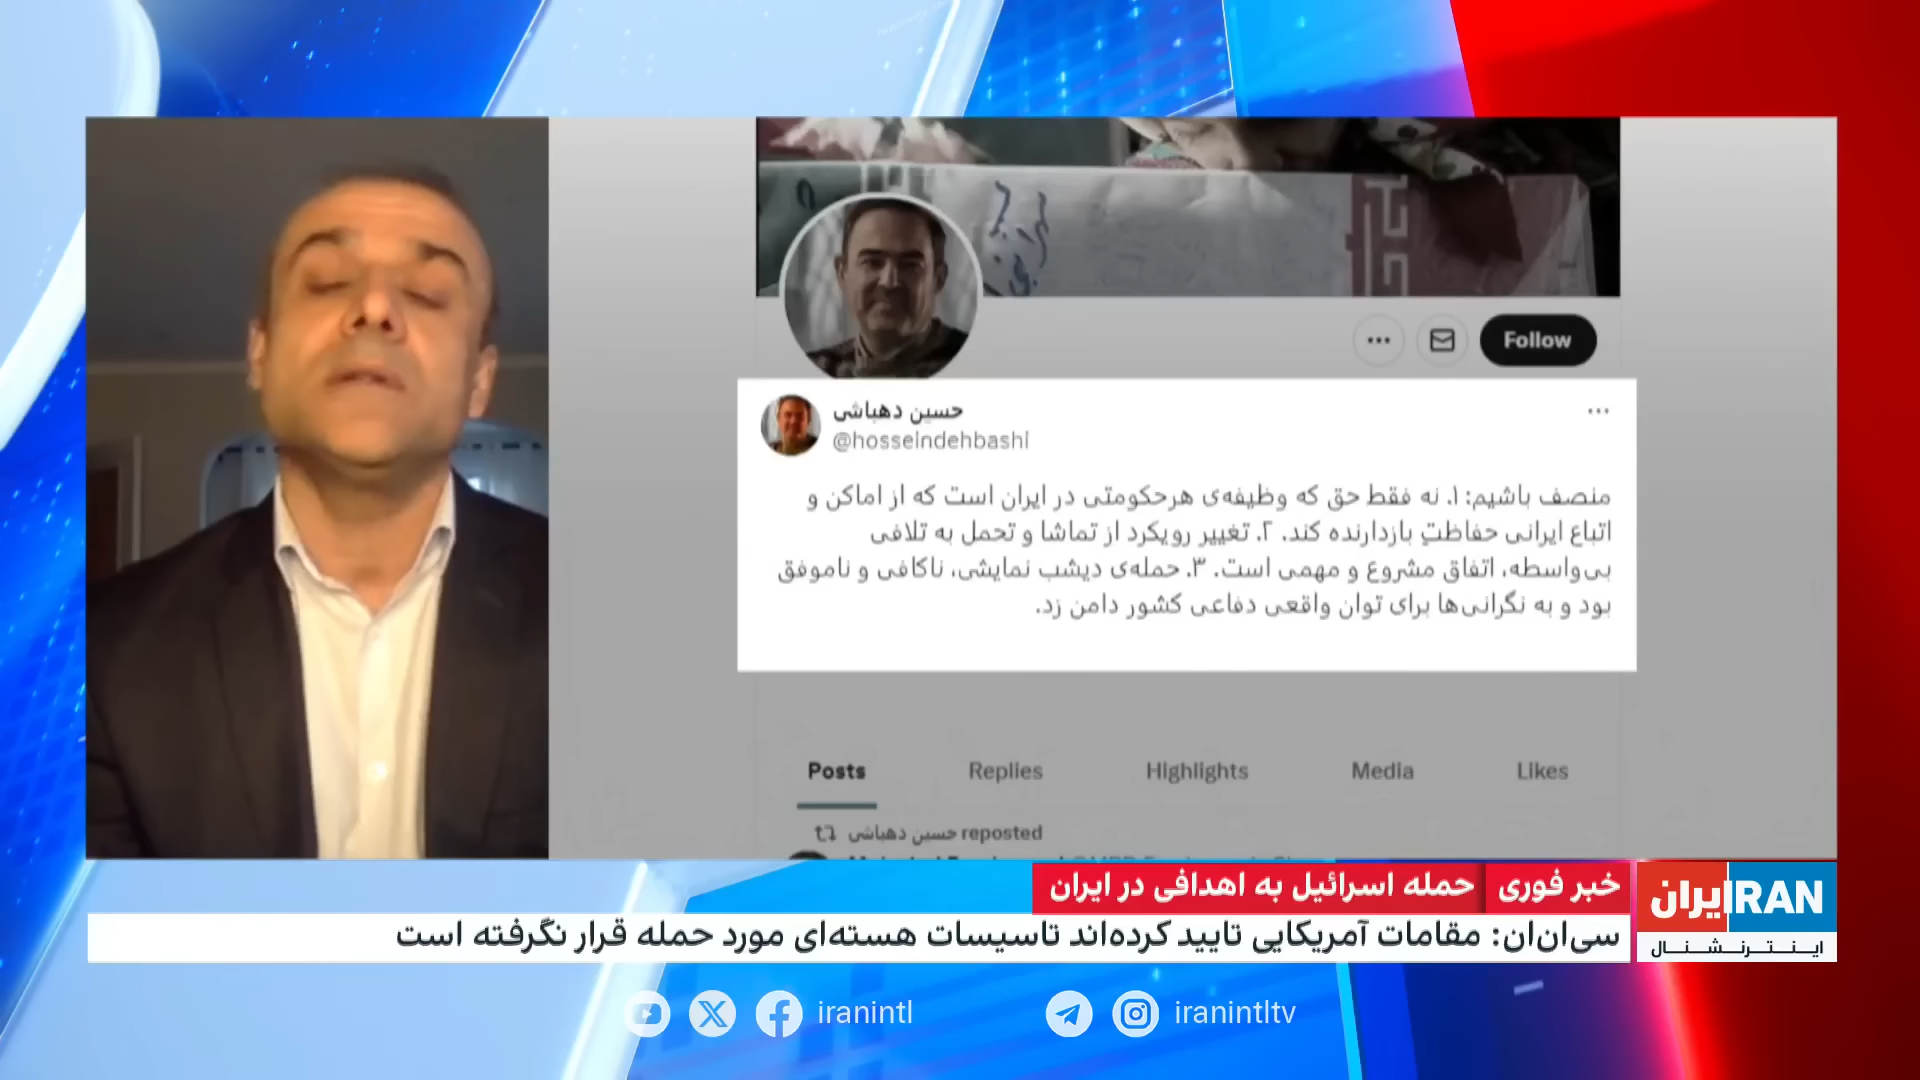 Follow
حسین دهباشی
@hosseindehbashi
منصف باشیم: ۱. نه فقط حق که وظیفه‌ی هرحکومتی در ایران است که از اماکن و
اتباع ایرانی حفاظتِ بازدارنده کند. ۲. تغییر رویکرد از تماشا و تحمل به تلافی
بی‌واسطه، اتفاق مشروع و مهمی است. ۳. حمله‌ی دیشب نمایشی، ناکافی و ناموفق
بود و به نگرانی‌ها برای توان واقعی دفاعی کشور دامن زد.
Posts Replies Highlights Media Likes
حسین دهباشی reposted
خبر فوری حمله اسرائیل به اهدافی در ایران
سی‌ان‌ان: مقامات آمریکایی تایید کرده‌اند تاسیسات هسته‌ای مورد حمله قرار نگرفته است
ایران IRAN
اینترنشنال
iranintl iranintltv